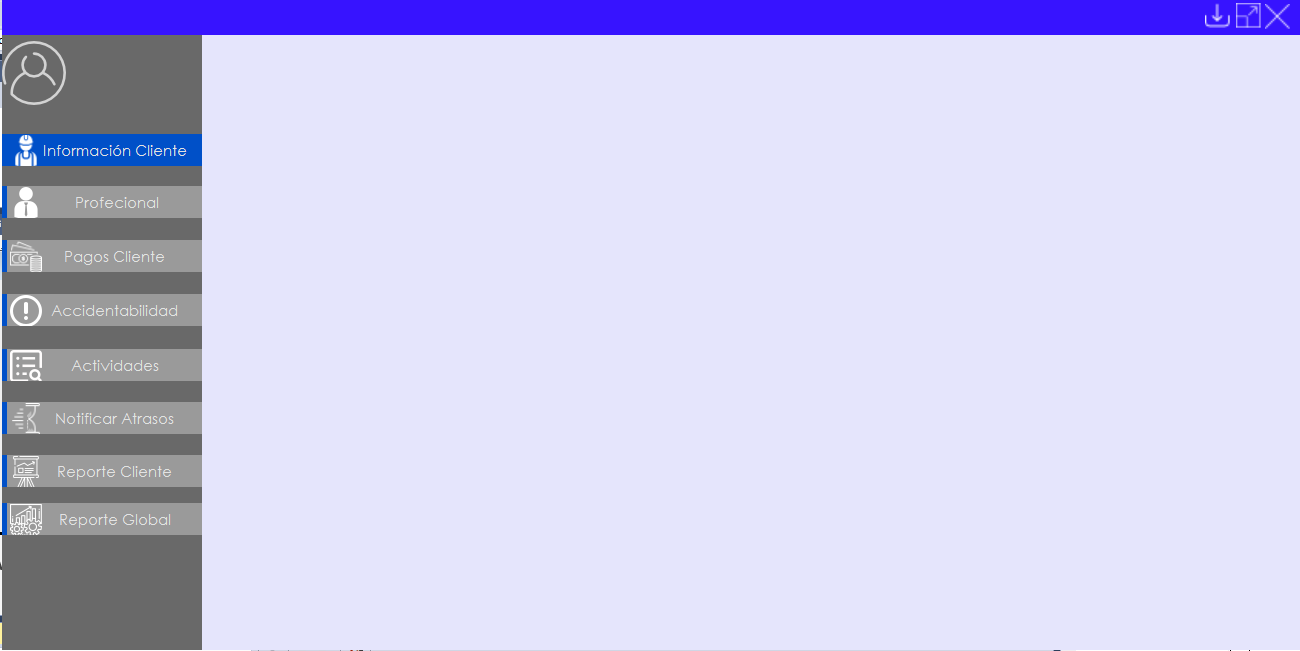 Información Cliente
Profecional
Pagos Cliente
Accidentabilidad
Actividades
Notificar Atrasos
Reporte Cliente
Reporte Global